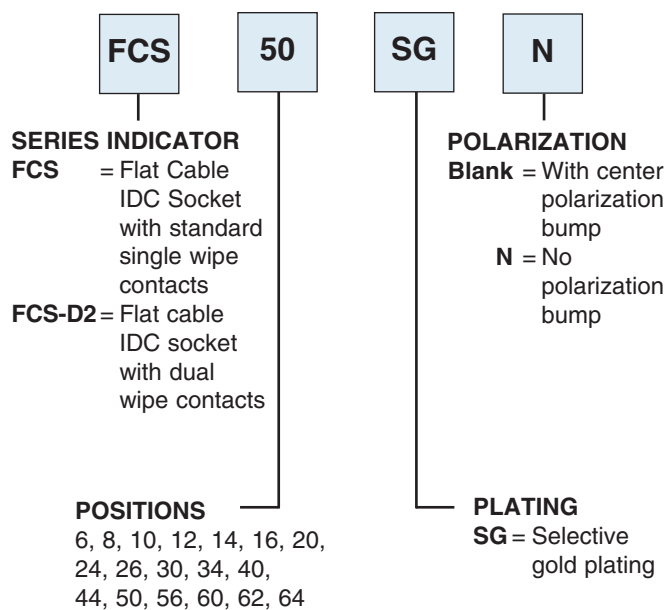 FCS 50 SG N
SERIES INDICATOR
FCS = Flat Cable
IDC Socket
with standard
single wipe
contacts
FCS-D2 = Flat cable
IDC socket
with dual
wipe contacts
POLARIZATION
Blank = With center
polarization
bump
N = No
polarization
bump
POSITIONS
6, 8, 10, 12, 14, 16, 20,
24, 26, 30, 34, 40,
44, 50, 56, 60, 62, 64
PLATING
SG = Selective
gold plating